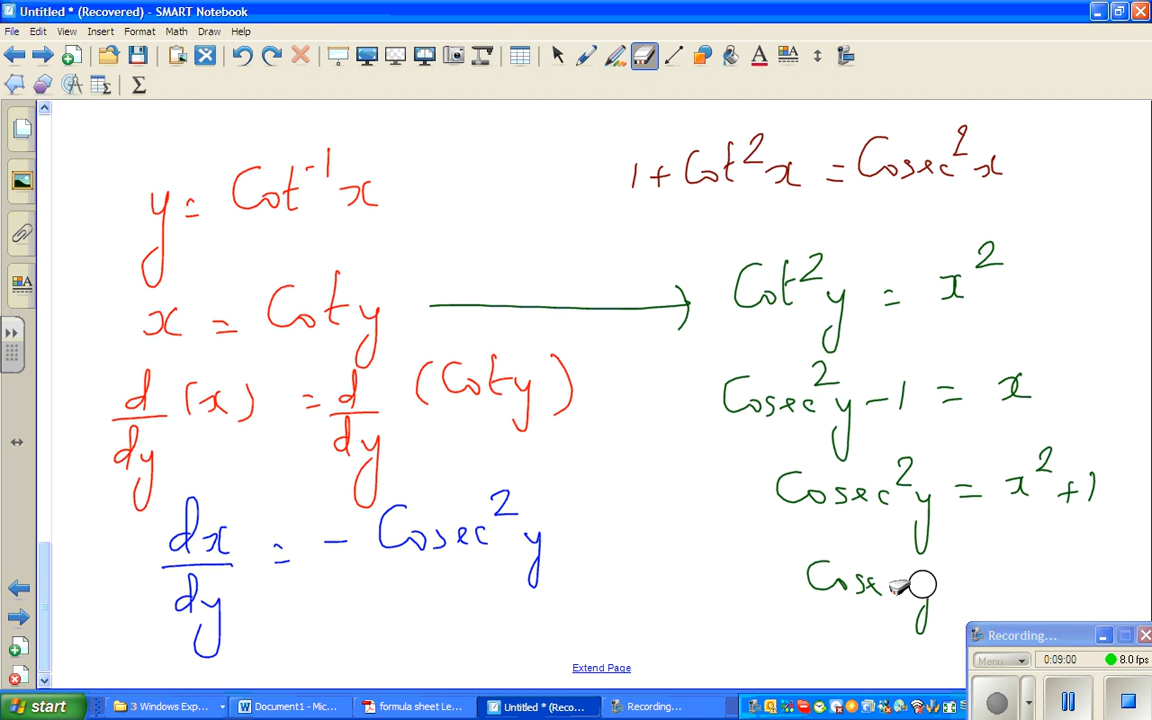 Untitled * (Recovered) - SMART Notebook
File Edit View Insert Format Math Draw Help
y = Cot⁻¹x
1 + Cot²x = Cosec²x
x = Cot y
Cot²y = x²
d/dy (x) = d/dy (Cot y)
Cosec²y - 1 = x
Cosec²y = x² + 1
dx/dy = - Cosec²y
Cose y
Extend Page
Recording...
Menu 0:09:00 8.0 fps
start 3 Windows Exp... Document1 - Mic... formula sheet Le... Untitled * (Reco... Recording...